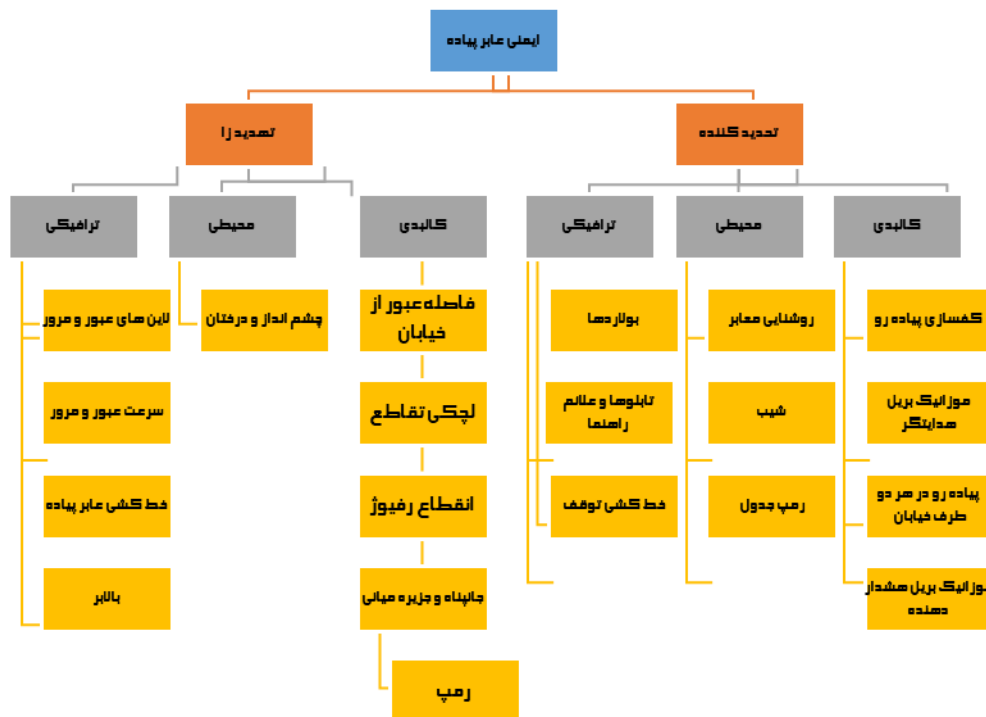 ایمنی عابر پیاده
تحدید کننده
تهدید زا
کالبدی
محیطی
ترافیکی
کالبدی
محیطی
ترافیکی
کفسازی پیاده رو
موزائیک بریل
هدایتگر
پیاده رو در هر دو
طرف خیابان
موزائیک بریل هشدار
دهنده
روشنایی معابر
شیب
رمپ جدول
بولاردها
تابلوها و علائم
راهنما
خط کشی توقف
فاصله عبور از
خیابان
لچکی تقاطع
انقطاع رفیوژ
جانپناه و جزیره میانی
رمپ
چشم انداز و درختان
لاین های عبور و مرور
سرعت عبور و مرور
خط کشی عابر پیاده
بالابر